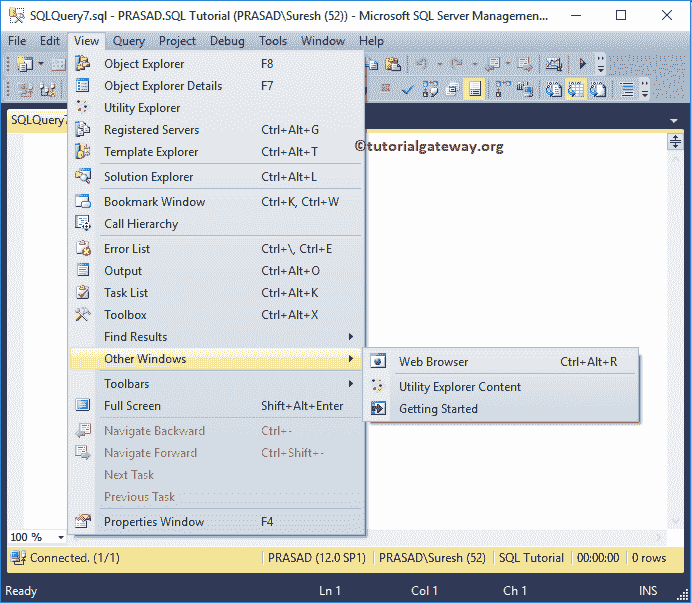 SQLQuery7.sql - PRASAD.SQL Tutorial (PRASAD\Suresh (52)) - Microsoft SQL Server Managemen...
File Edit View Query Project Debug Tools Window Help
SQLQuery7
©tutorialgateway.org
Object Explorer F8
Object Explorer Details F7
Utility Explorer
Registered Servers Ctrl+Alt+G
Template Explorer Ctrl+Alt+T
Solution Explorer Ctrl+Alt+L
Bookmark Window Ctrl+K, Ctrl+W
Call Hierarchy
Error List Ctrl+\, Ctrl+E
Output Ctrl+Alt+O
Task List Ctrl+Alt+K
Toolbox Ctrl+Alt+X
Find Results
Other Windows
Web Browser Ctrl+Alt+R
Utility Explorer Content
Getting Started
Toolbars
Full Screen Shift+Alt+Enter
Navigate Backward Ctrl+-
Navigate Forward Ctrl+Shift+-
Next Task
Previous Task
Properties Window F4
100 %
Connected. (1/1) PRASAD (12.0 SP1) PRASAD\Suresh (52) SQL Tutorial 00:00:00 0 rows
Ready Ln 1 Col 1 Ch 1 INS